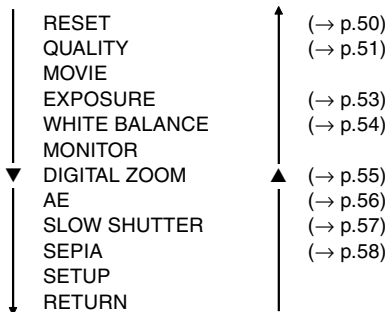 RESET (→ p.50)
QUALITY (→ p.51)
MOVIE
EXPOSURE (→ p.53)
WHITE BALANCE (→ p.54)
MONITOR
DIGITAL ZOOM (→ p.55)
AE (→ p.56)
SLOW SHUTTER (→ p.57)
SEPIA (→ p.58)
SETUP
RETURN